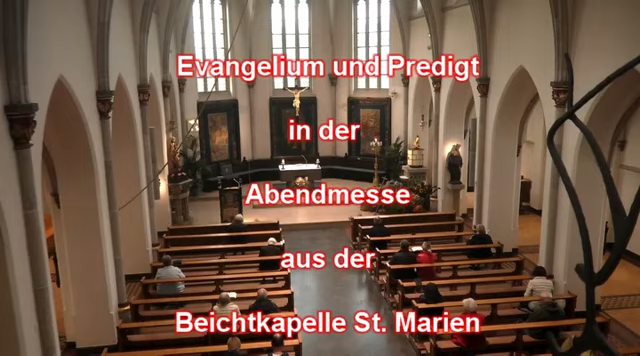 Evangelium und Predigt
in der
Abendmesse
aus der
Beichtkapelle St. Marien